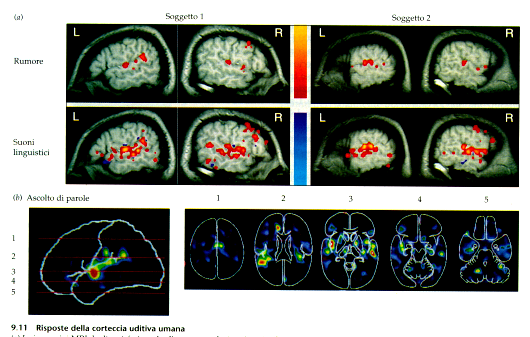 (a) Soggetto 1 Soggetto 2
L R L R
Rumore
L R L R
Suoni
linguistici
(b) Ascolto di parole 1 2 3 4 5
1
2
3
4
5
9.11 Risposte della corteccia uditiva umana